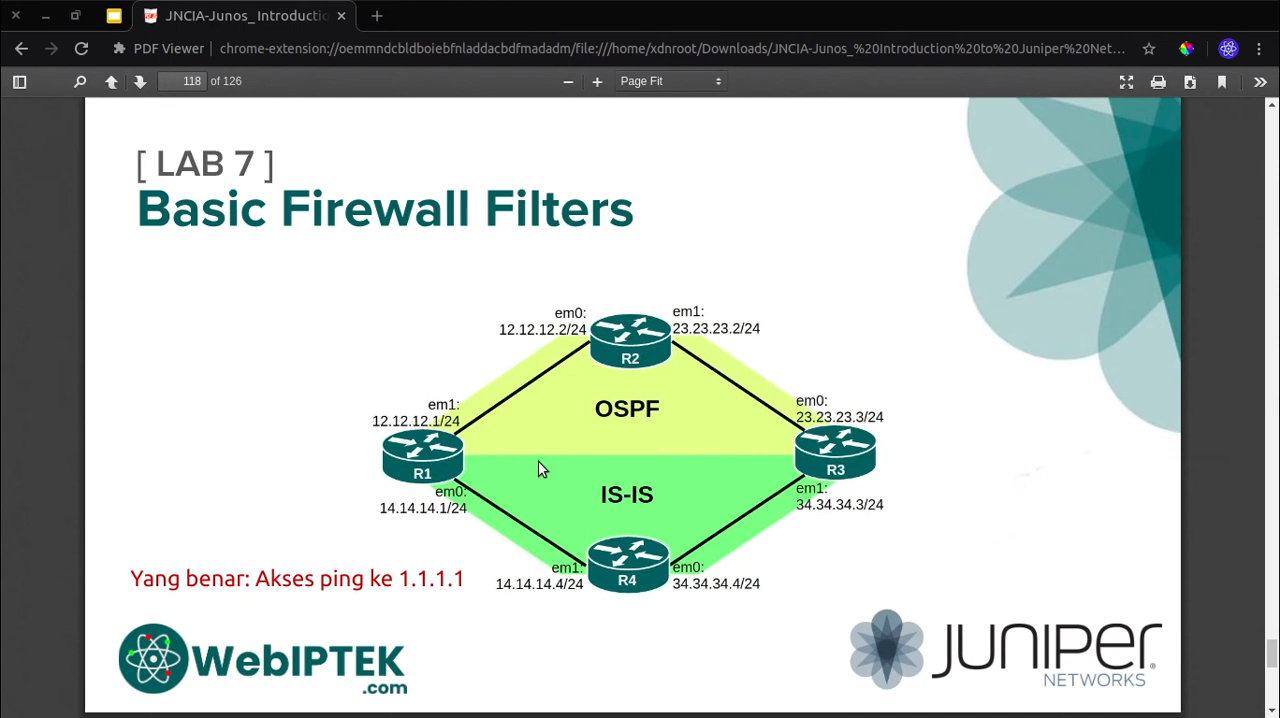 JNCIA-Junos_ Introductio
PDF Viewer
chrome-extension://oemmndcbldboiebfnladdacbdfmadadm/file:///home/xdnroot/Downloads/JNCIA-Junos_%20Introduction%20to%20Juniper%20Net...
118 of 126
Page Fit
[ LAB 7 ]
Basic Firewall Filters
em0:
12.12.12.2/24
em1:
23.23.23.2/24
R2
OSPF
em1:
12.12.12.1/24
em0:
23.23.23.3/24
R1
R3
IS-IS
em0:
14.14.14.1/24
em1:
34.34.34.3/24
em1:
14.14.14.4/24
em0:
34.34.34.4/24
R4
Yang benar: Akses ping ke 1.1.1.1
WebIPTEK
.com
JUNIPER
NETWORKS